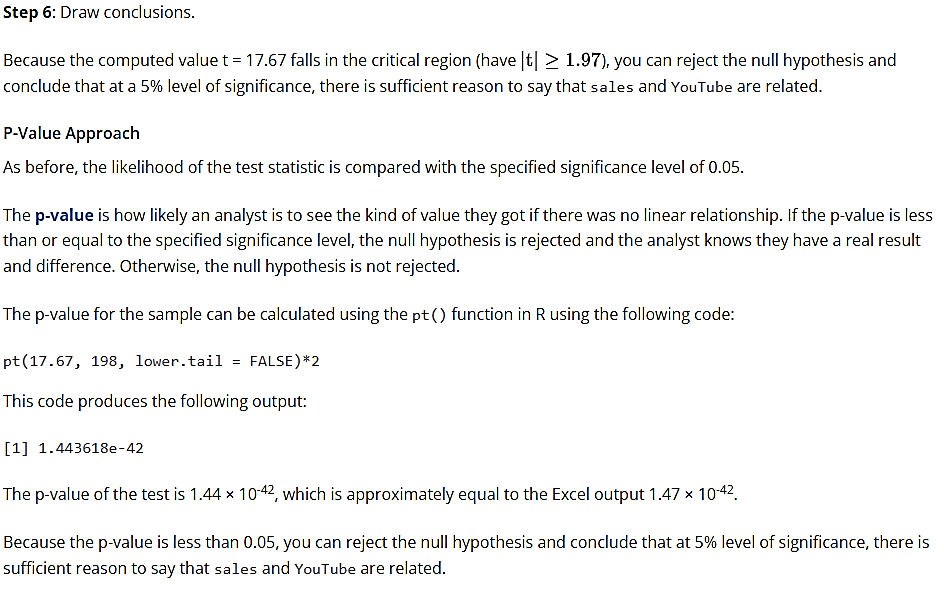 Step 6: Draw conclusions.
Because the computed value t = 17.67 falls in the critical region (have |t| ≥ 1.97), you can reject the null hypothesis and
conclude that at a 5% level of significance, there is sufficient reason to say that sales and YouTube are related.
P-Value Approach
As before, the likelihood of the test statistic is compared with the specified significance level of 0.05.
The p-value is how likely an analyst is to see the kind of value they got if there was no linear relationship. If the p-value is less
than or equal to the specified significance level, the null hypothesis is rejected and the analyst knows they have a real result
and difference. Otherwise, the null hypothesis is not rejected.
The p-value for the sample can be calculated using the pt() function in R using the following code:
pt(17.67, 198, lower.tail = FALSE)*2
This code produces the following output:
[1] 1.443618e-42
The p-value of the test is 1.44 × 10⁻⁴², which is approximately equal to the Excel output 1.47 × 10⁻⁴².
Because the p-value is less than 0.05, you can reject the null hypothesis and conclude that at 5% level of significance, there is
sufficient reason to say that sales and YouTube are related.